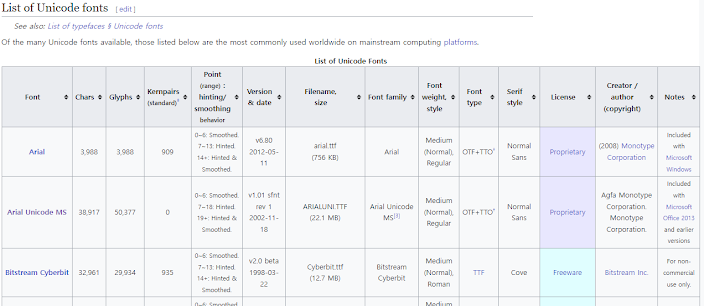 List of Unicode fonts [ edit ]
See also: List of typefaces § Unicode fonts
Of the many Unicode fonts available, those listed below are the most commonly used worldwide on mainstream computing platforms.
List of Unicode Fonts
Font Chars Glyphs Kernpairs (standard)† Point (range) : hinting/ smoothing behavior Version & date Filename, size Font family Font weight, style Font type Serif style License Creator / author (copyright) Notes
Arial 3,988 3,988 909 0–6: Smoothed. 7–13: Hinted. 14+: Hinted & Smoothed. v6.80 2012-05-11 arial.ttf (756 KB) Arial Medium (Normal), Regular OTF+TTO† Normal Sans Proprietary (2008) Monotype Corporation Included with Microsoft Windows
Arial Unicode MS 38,917 50,377 0 0–6: Smoothed. 7–18: Hinted. 19+: Hinted & Smoothed. v1.01 sfnt rev 1 2002-11-18 ARIALUNI.TTF (22.1 MB) Arial Unicode MS[3] Medium (Normal), Regular OTF+TTO† Normal Sans Proprietary Agfa Monotype Corporation, Monotype Corporation. Included with Microsoft Office 2013 and earlier versions
Bitstream Cyberbit 32,961 29,934 935 0–6: Smoothed. 7–13: Hinted. 14+: Hinted & Smoothed. v2.0 beta 1998-03-22 Cyberbit.ttf (12.7 MB) Bitstream Cyberbit Medium (Normal), Roman TTF Cove Freeware Bitstream Inc. For non-commercial use only.
0–6: Smoothed. Medium